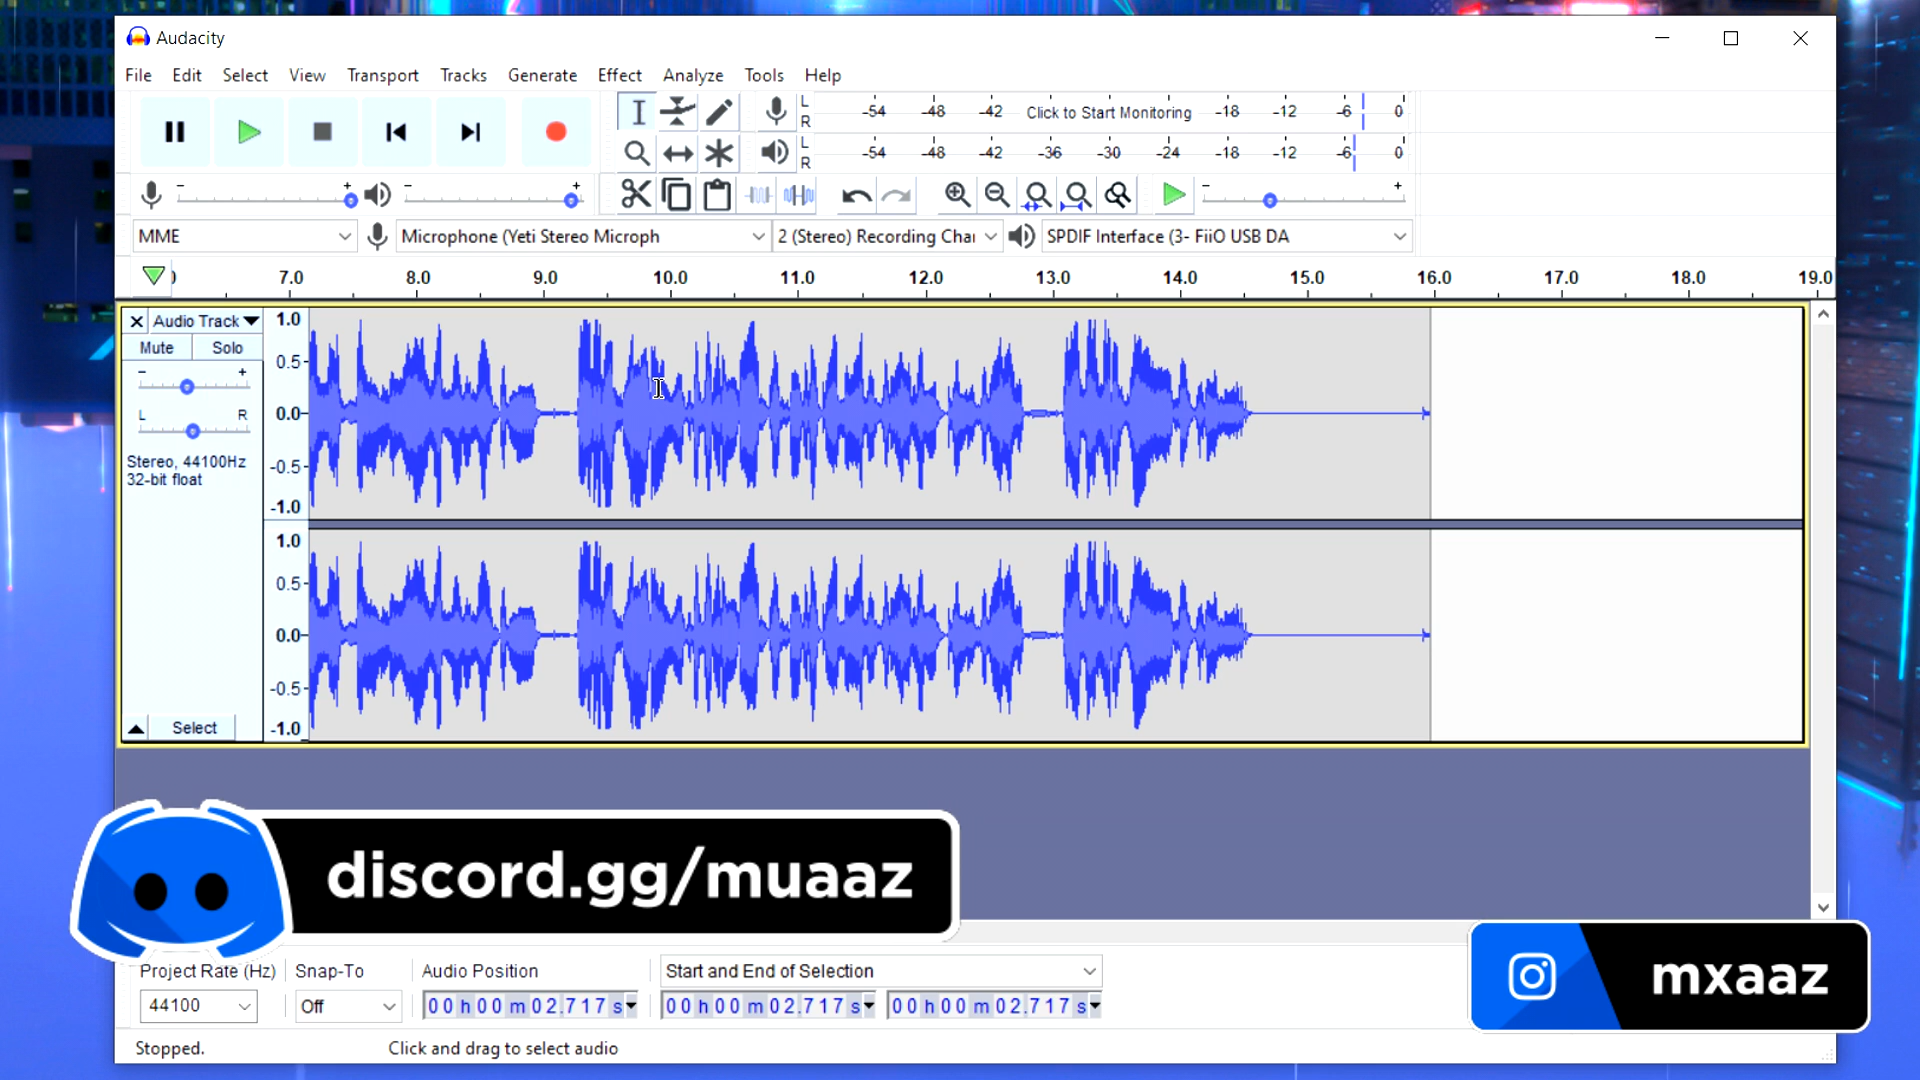 Audacity
File Edit Select View Transport Tracks Generate Effect Analyze Tools Help
L R -54 -48 -42 Click to Start Monitoring -18 -12 -6 0
L R -54 -48 -42 -36 -30 -24 -18 -12 -6 0
- + - + - +
MME Microphone (Yeti Stereo Microph 2 (Stereo) Recording Cha SPDIF Interface (3- FiiO USB DA
7.0 8.0 9.0 10.0 11.0 12.0 13.0 14.0 15.0 16.0 17.0 18.0 19.0
Audio Track 1.0
Mute Solo
0.5
- +
L R
0.0
Stereo, 44100Hz
-0.5
32-bit float
-1.0
1.0
0.5
0.0
-0.5
Select -1.0
discord.gg/muaaz
mxaaz
Project Rate (Hz) Snap-To Audio Position Start and End of Selection
44100 Off 00 h 00 m 02.717 s 00 h 00 m 02.717 s 00 h 00 m 02.717 s
Stopped. Click and drag to select audio